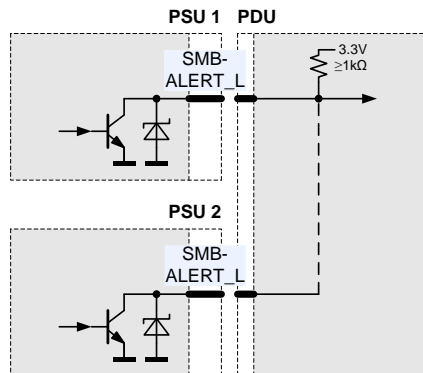 PSU 1 PDU
SMB-
ALERT_L
3.3V
≥1kΩ
PSU 2
SMB-
ALERT_L